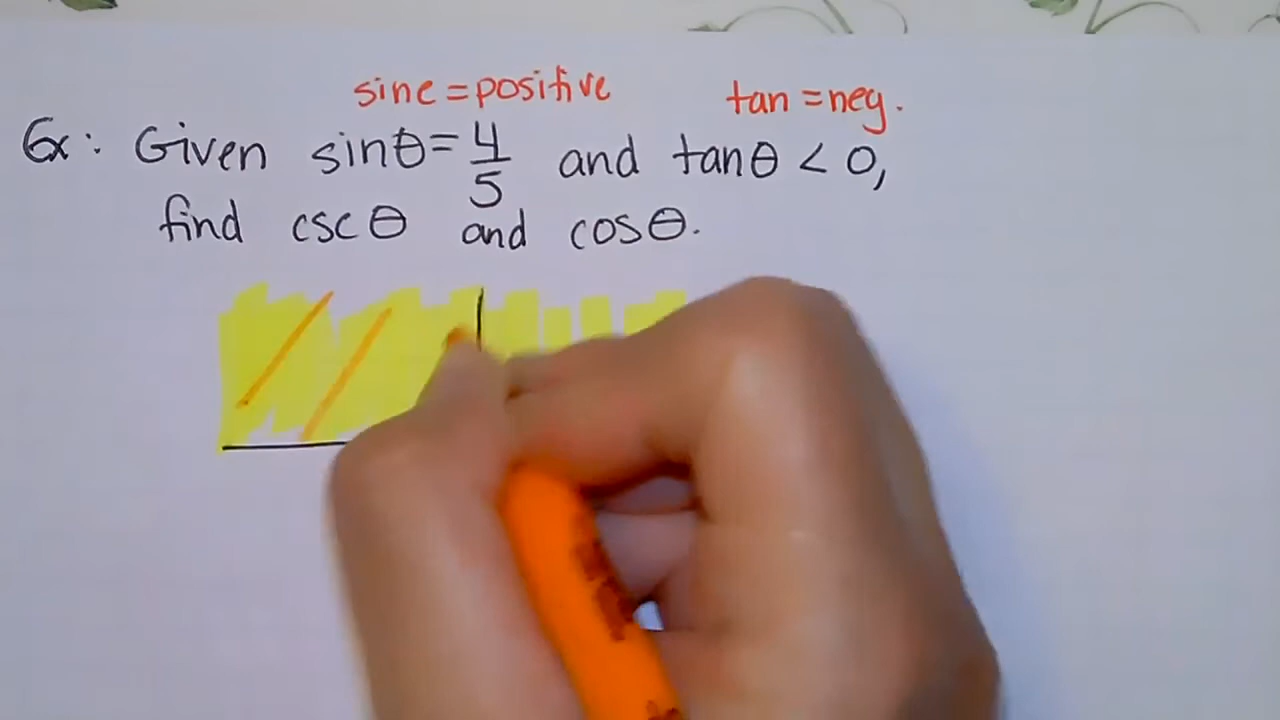 sine = positive tan = neg.
Ex: Given sinθ = 4/5 and tanθ < 0,
find cscθ and cosθ.